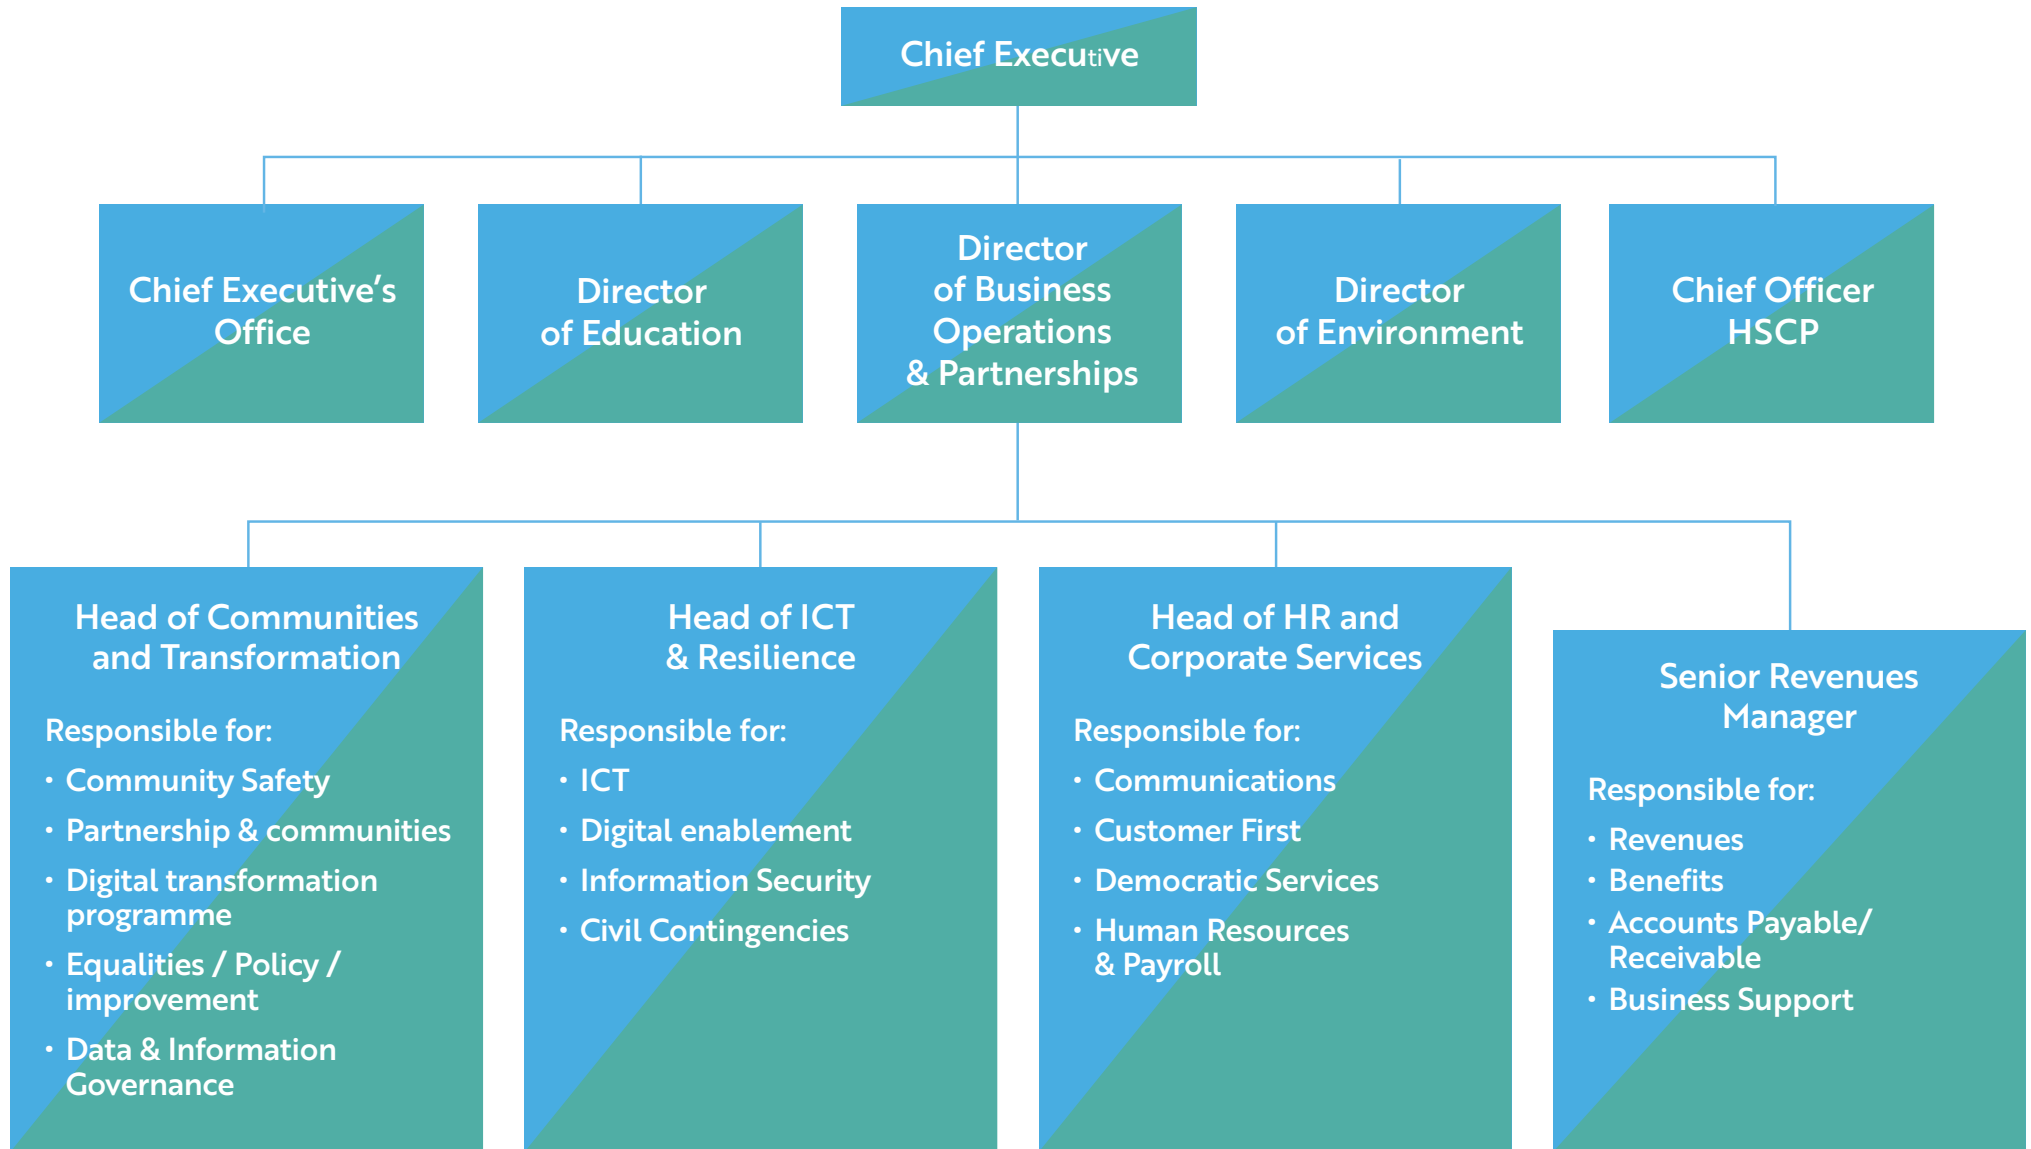 Chief Executive
Chief Executive's
Office
Director
of Education
Director
of Business
Operations
& Partnerships
Director
of Environment
Chief Officer
HSCP
Head of Communities
and Transformation
Responsible for:
• Community Safety
• Partnership & communities
• Digital transformation
programme
• Equalities / Policy /
improvement
• Data & Information
Governance
Head of ICT
& Resilience
Responsible for:
• ICT
• Digital enablement
• Information Security
• Civil Contingencies
Head of HR and
Corporate Services
Responsible for:
• Communications
• Customer First
• Democratic Services
• Human Resources
& Payroll
Senior Revenues
Manager
Responsible for:
• Revenues
• Benefits
• Accounts Payable/
Receivable
• Business Support